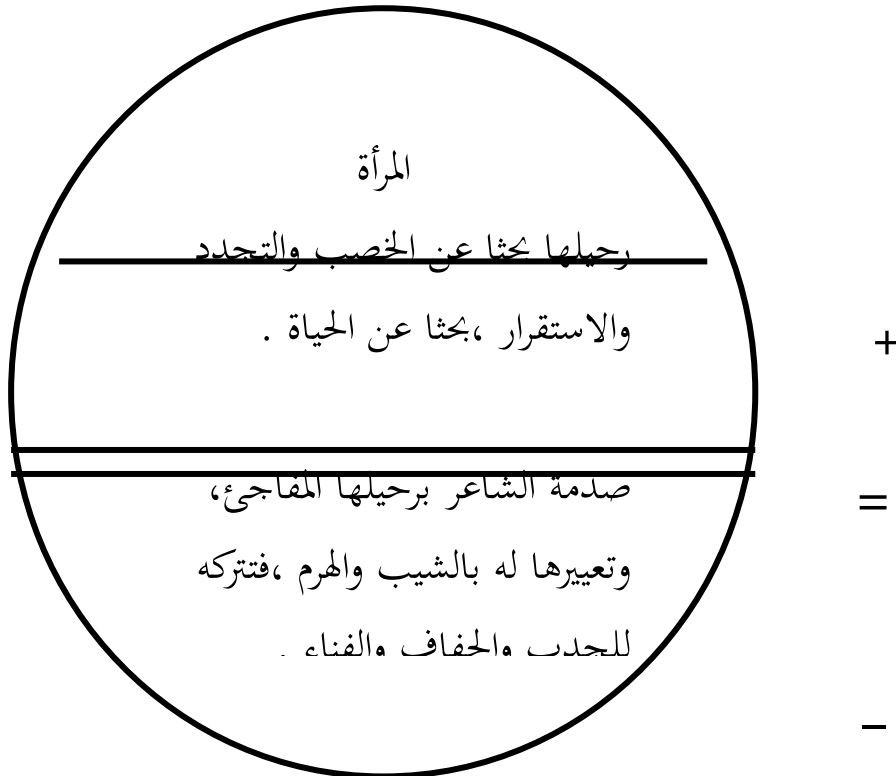 المرأة
رحيلها بحثا عن الخصب والتجدد
والاستقرار ،بحثا عن الحياة .
+
صدمة الشاعر برحيلها المفاجئ،
=
وتعييرها له بالشيب والهرم ،فتتركه
للجدب والجفاف والفناء .
−